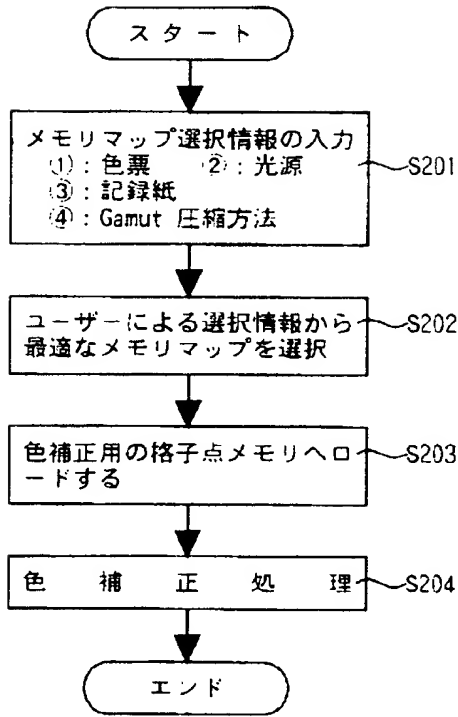 スタート
メモリマップ選択情報の入力
①：色票　②：光源
③：記録紙
④：Gamut 圧縮方法
S201
ユーザーによる選択情報から
最適なメモリマップを選択
S202
色補正用の格子点メモリへロ
ードする
S203
色補正処理
S204
エンド